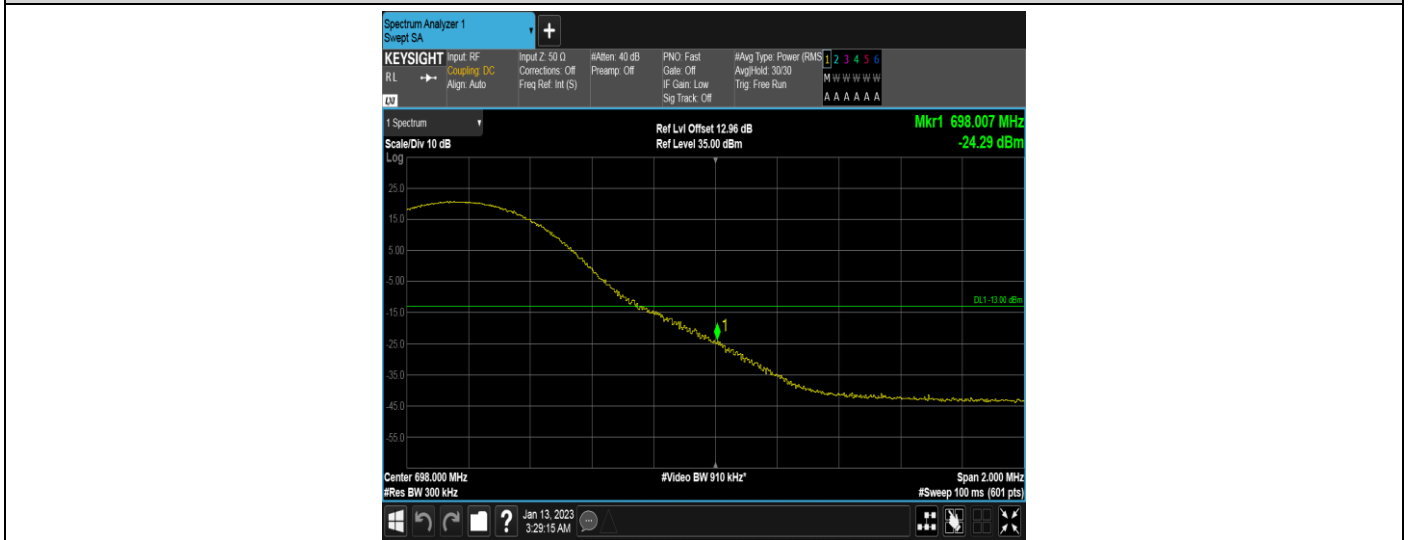 Spectrum Analyzer 1
Swept SA
+
KEYSIGHT
RL
LXI
Input: RF
Coupling: DC
Align: Auto
Input Z: 50 Ω
Corrections: Off
Freq Ref: Int (S)
#Atten: 40 dB
Preamp: Off
PNO: Fast
Gate: Off
IF Gain: Low
Sig Track: Off
#Avg Type: Power (RMS
Avg|Hold: 30/30
Trig: Free Run
1 2 3 4 5 6
M W W W W W
A A A A A A
1 Spectrum
Scale/Div 10 dB
Log
Ref Lvl Offset 12.96 dB
Ref Level 35.00 dBm
Mkr1 698.007 MHz
-24.29 dBm
25.0
15.0
5.00
-5.00
DL1 -13.00 dBm
-15.0
1
-25.0
-35.0
-45.0
-55.0
Center 698.000 MHz
#Res BW 300 kHz
#Video BW 910 kHz*
Span 2.000 MHz
#Sweep 100 ms (601 pts)
?
Jan 13, 2023
3:29:15 AM